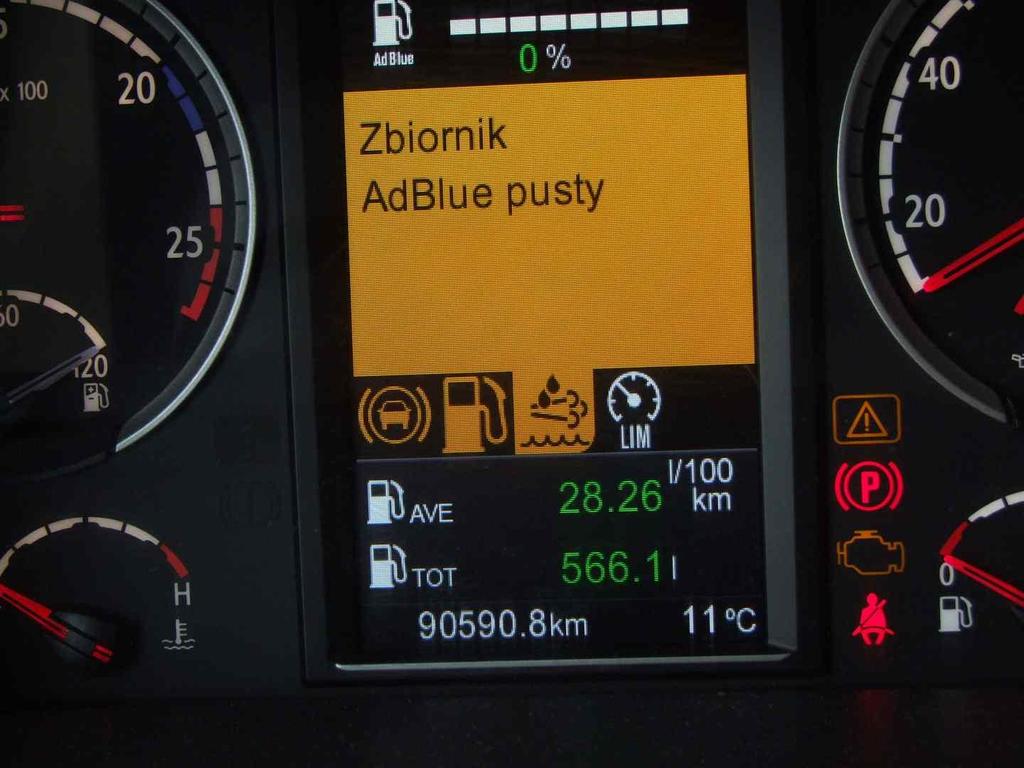 AdBlue
0 %
Zbiornik
AdBlue pusty
LIM
AVE 28.26 l/100 km
TOT 566.1 l
90590.8km 11 ºC
x 100
20
25
120
H
40
20
P
0